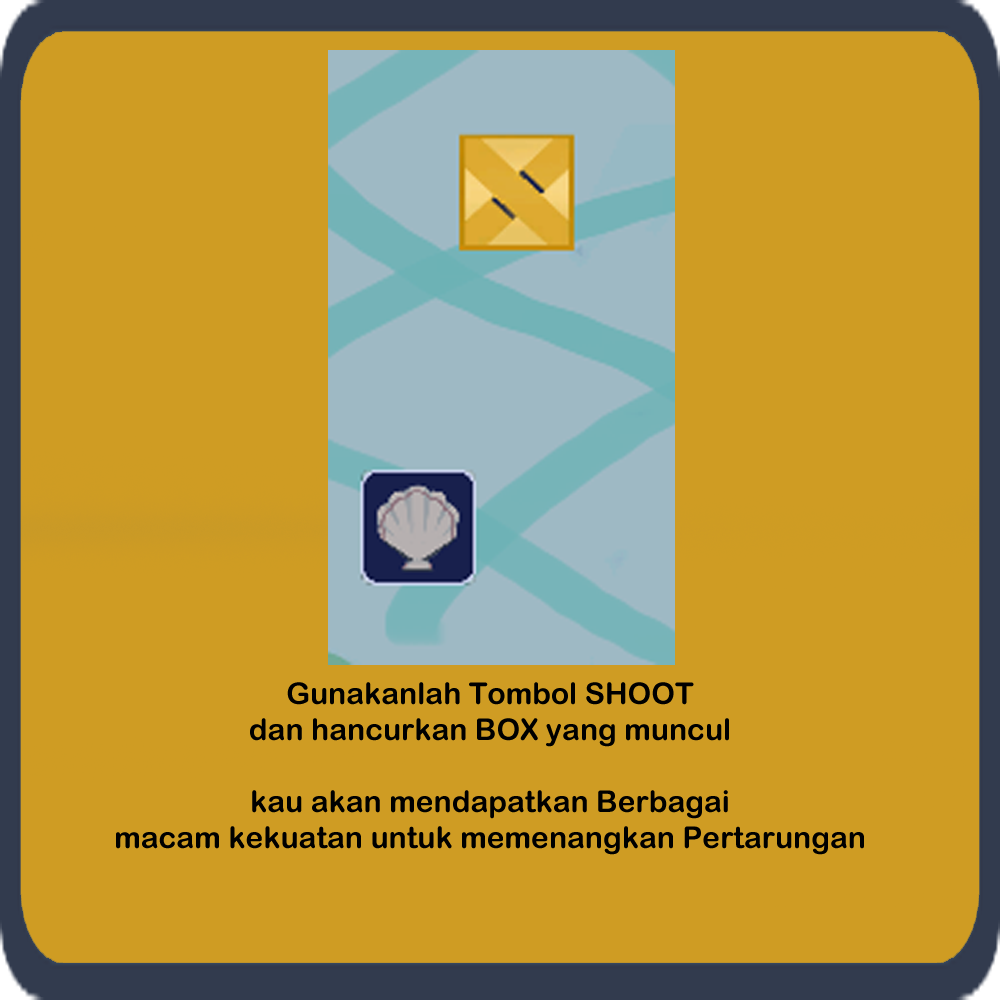 Gunakanlah Tombol SHOOT
dan hancurkan BOX yang muncul
kau akan mendapatkan Berbagai
macam kekuatan untuk memenangkan Pertarungan